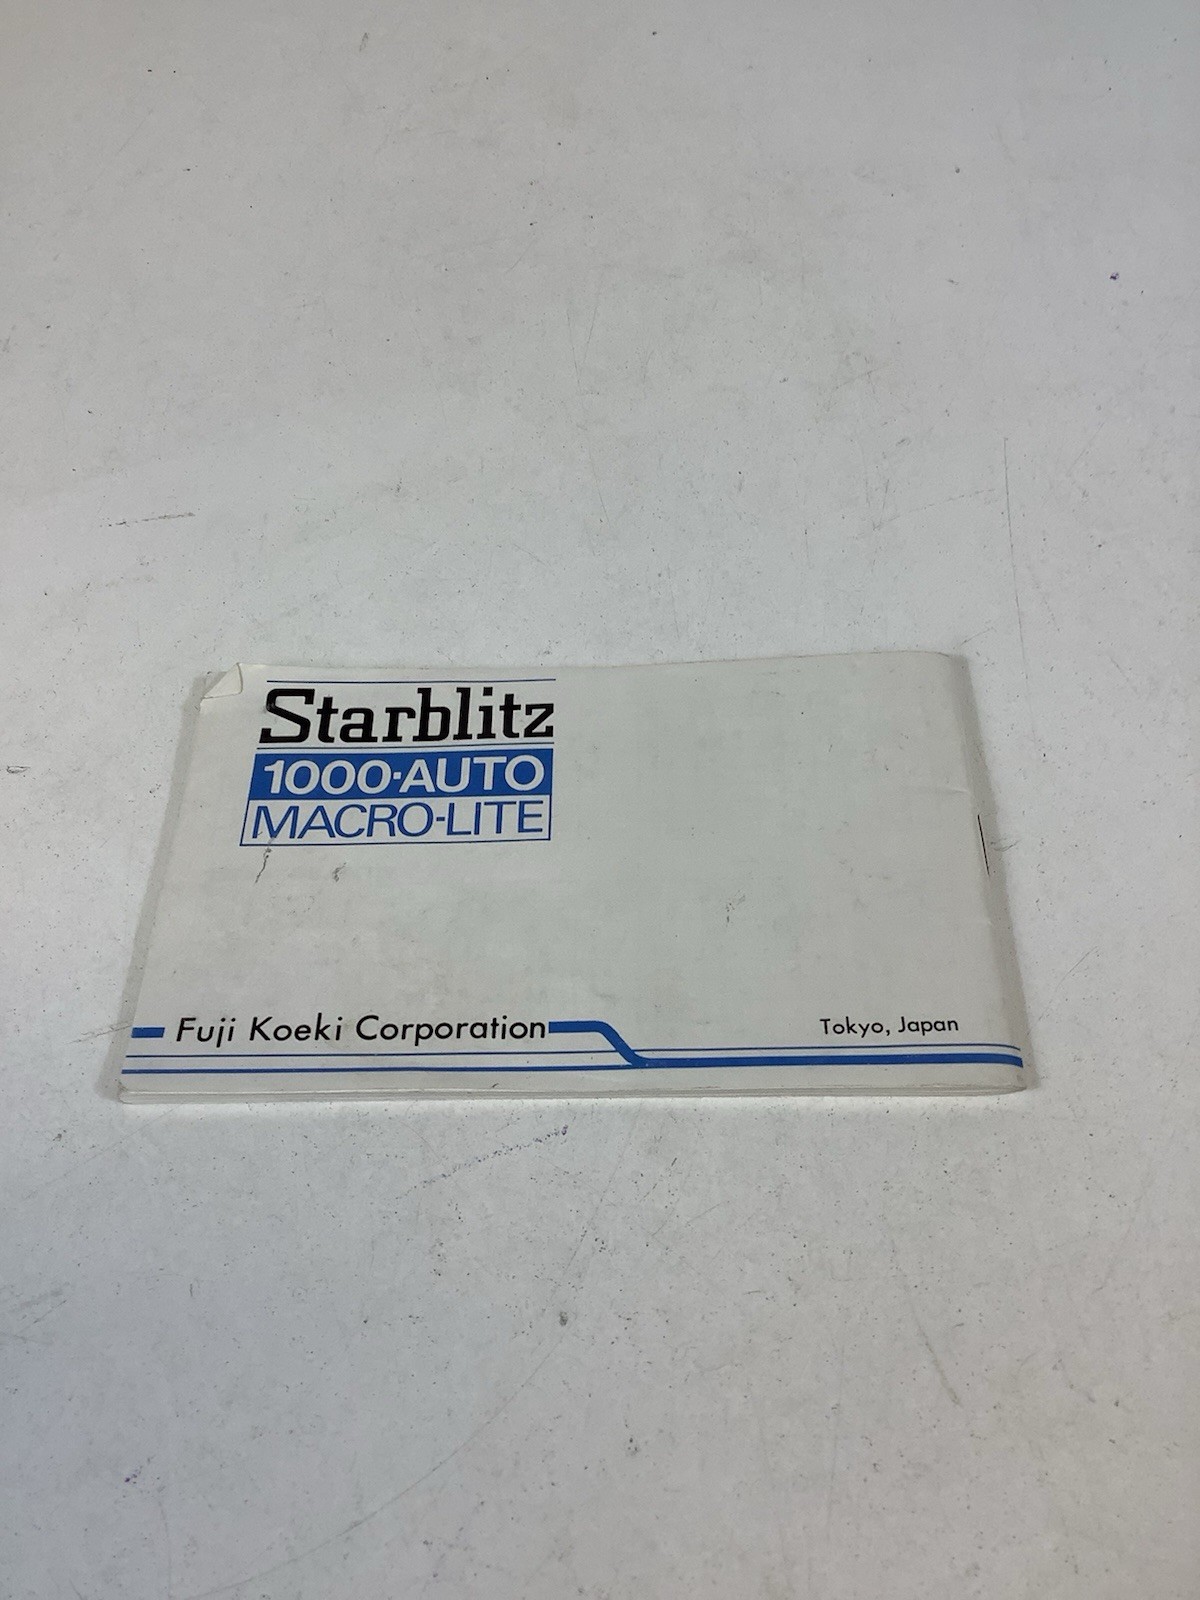 Starblitz
1000-AUTO
MACRO-LITE
Fuji Koeki Corporation
Tokyo, Japan